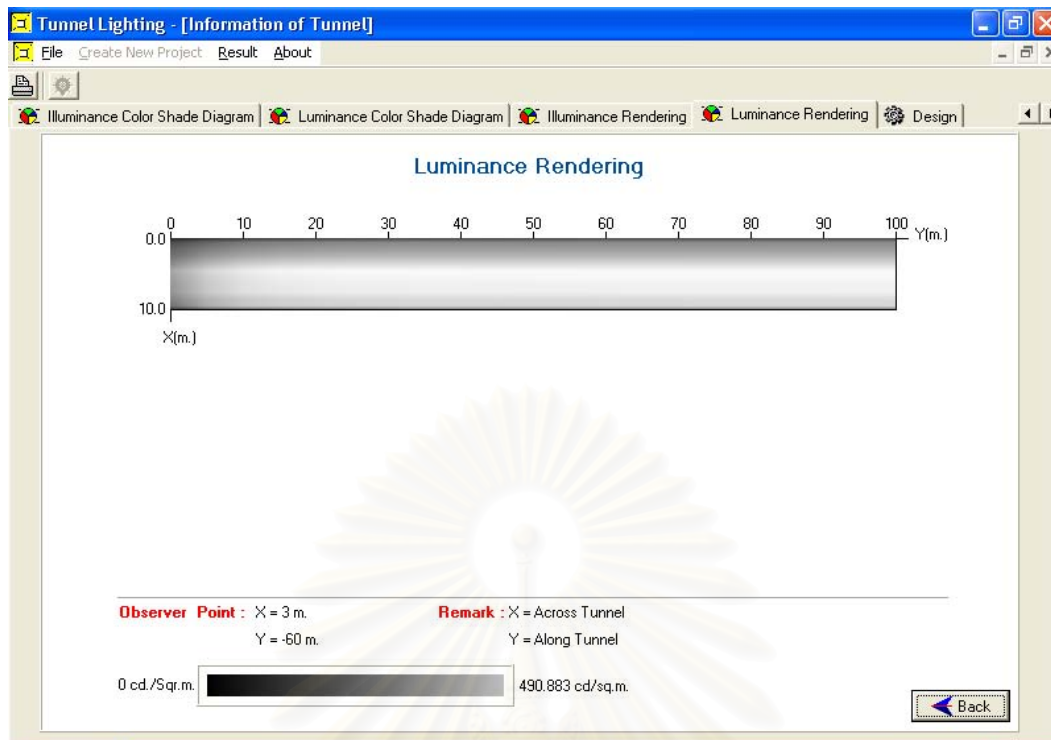 Tunnel Lighting - [Information of Tunnel]
File Create New Project Result About
Illuminance Color Shade Diagram Luminance Color Shade Diagram Illuminance Rendering Luminance Rendering Design
Luminance Rendering
0 10 20 30 40 50 60 70 80 90 100
0.0 Y(m.)
10.0
X(m.)
Observer Point : X = 3 m. Remark : X = Across Tunnel
Y = -60 m. Y = Along Tunnel
0 cd./Sqr.m. 490.883 cd/sq.m.
Back